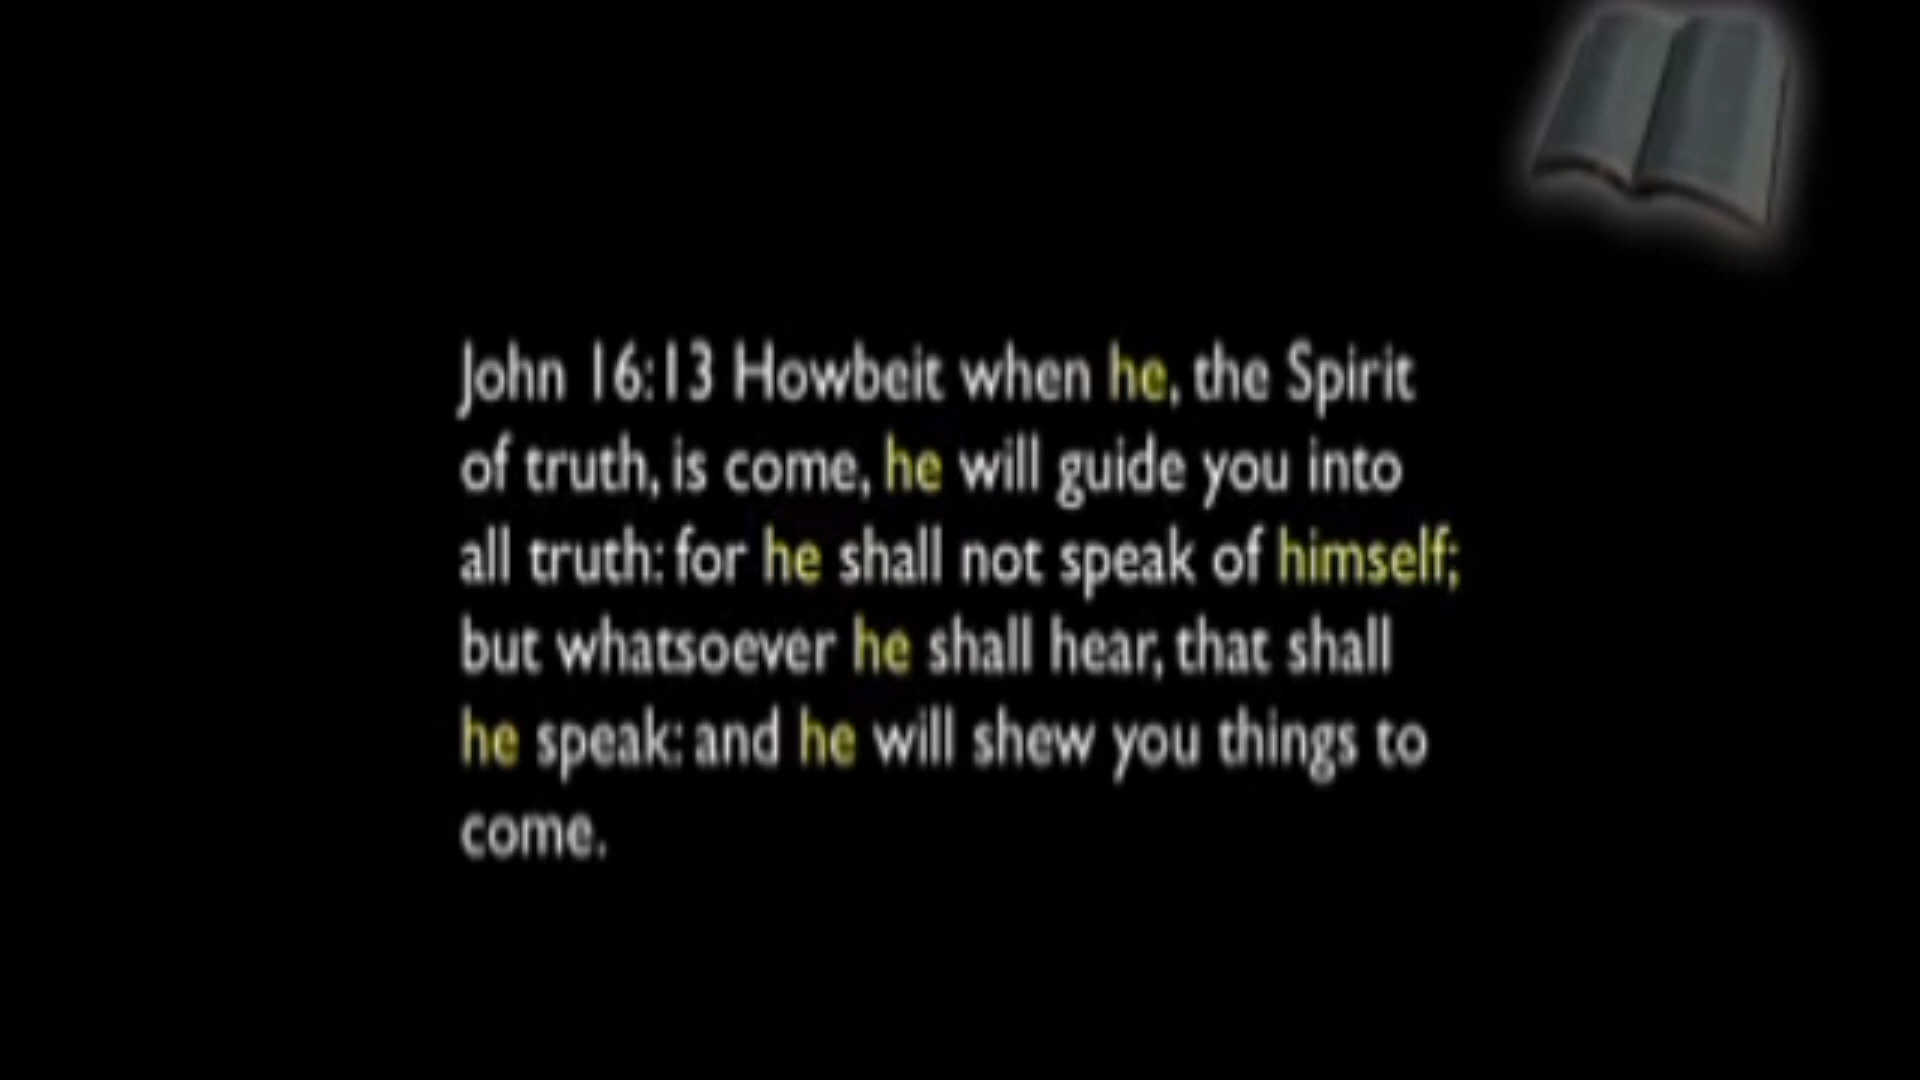 John 16:13 Howbeit when he, the Spirit
of truth, is come, he will guide you into
all truth: for he shall not speak of himself;
but whatsoever he shall hear, that shall
he speak: and he will shew you things to
come.